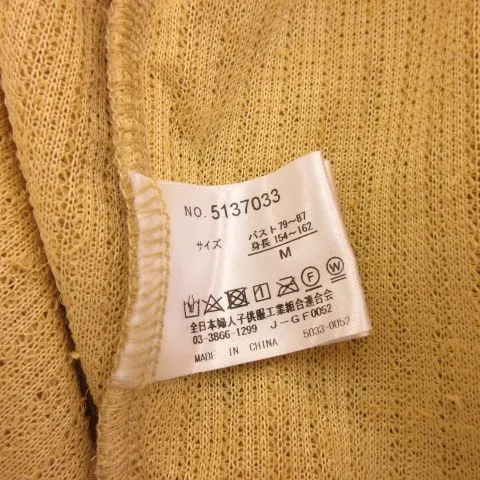 NO. 5137033
サイズ
バスト79～87
身長154～162
M
全日本婦人子供服工業組合連合会
03-3866-1299 J-GF0052
MADE IN CHINA 5033-0052